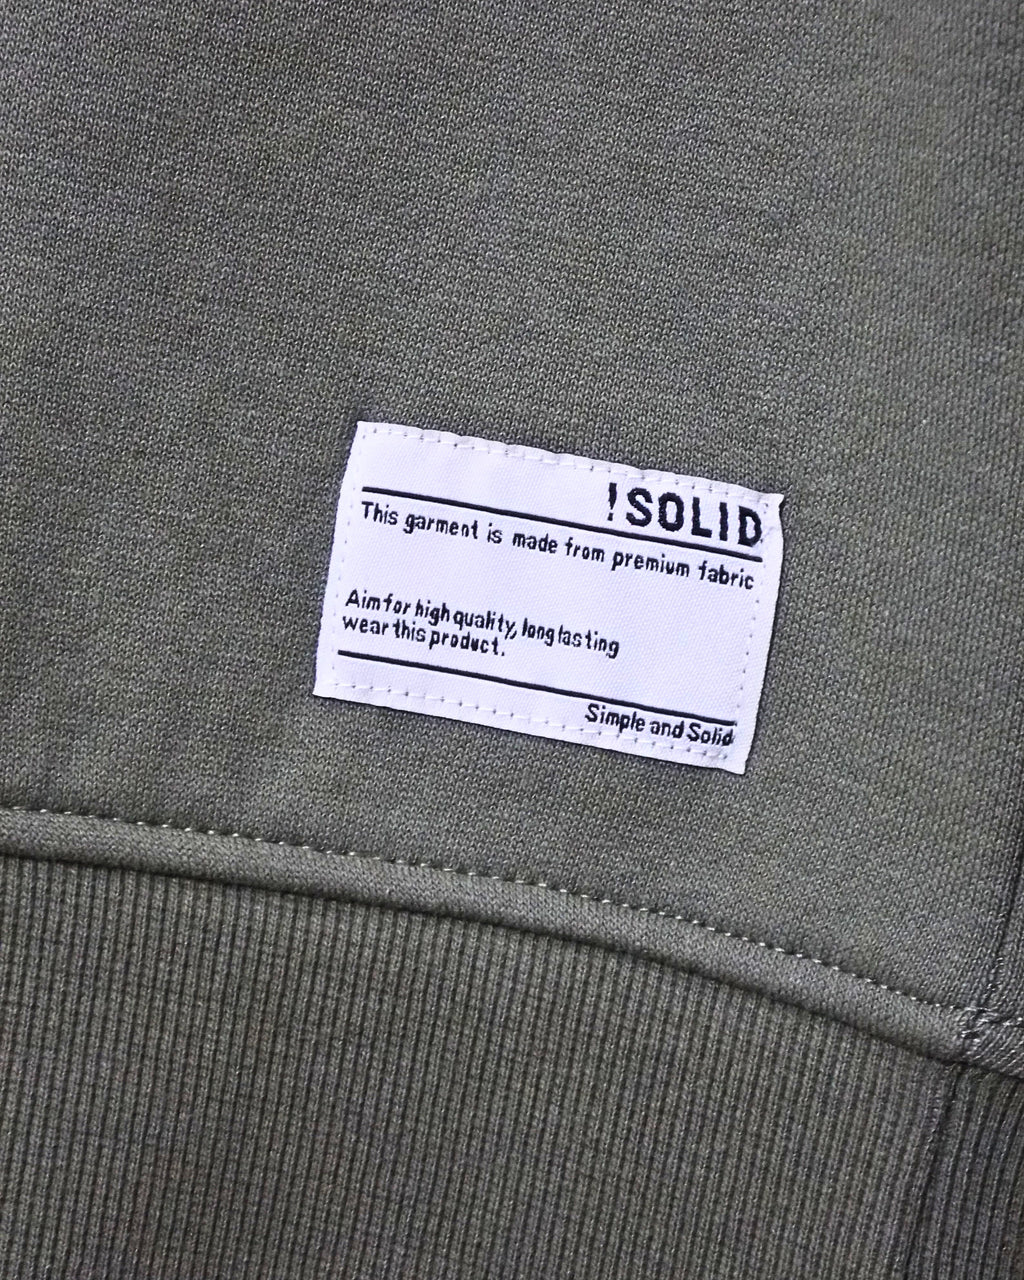 !SOLID
This garment is made from premium fabric
Aim for high quality, long lasting
wear this product.
Simple and Solid